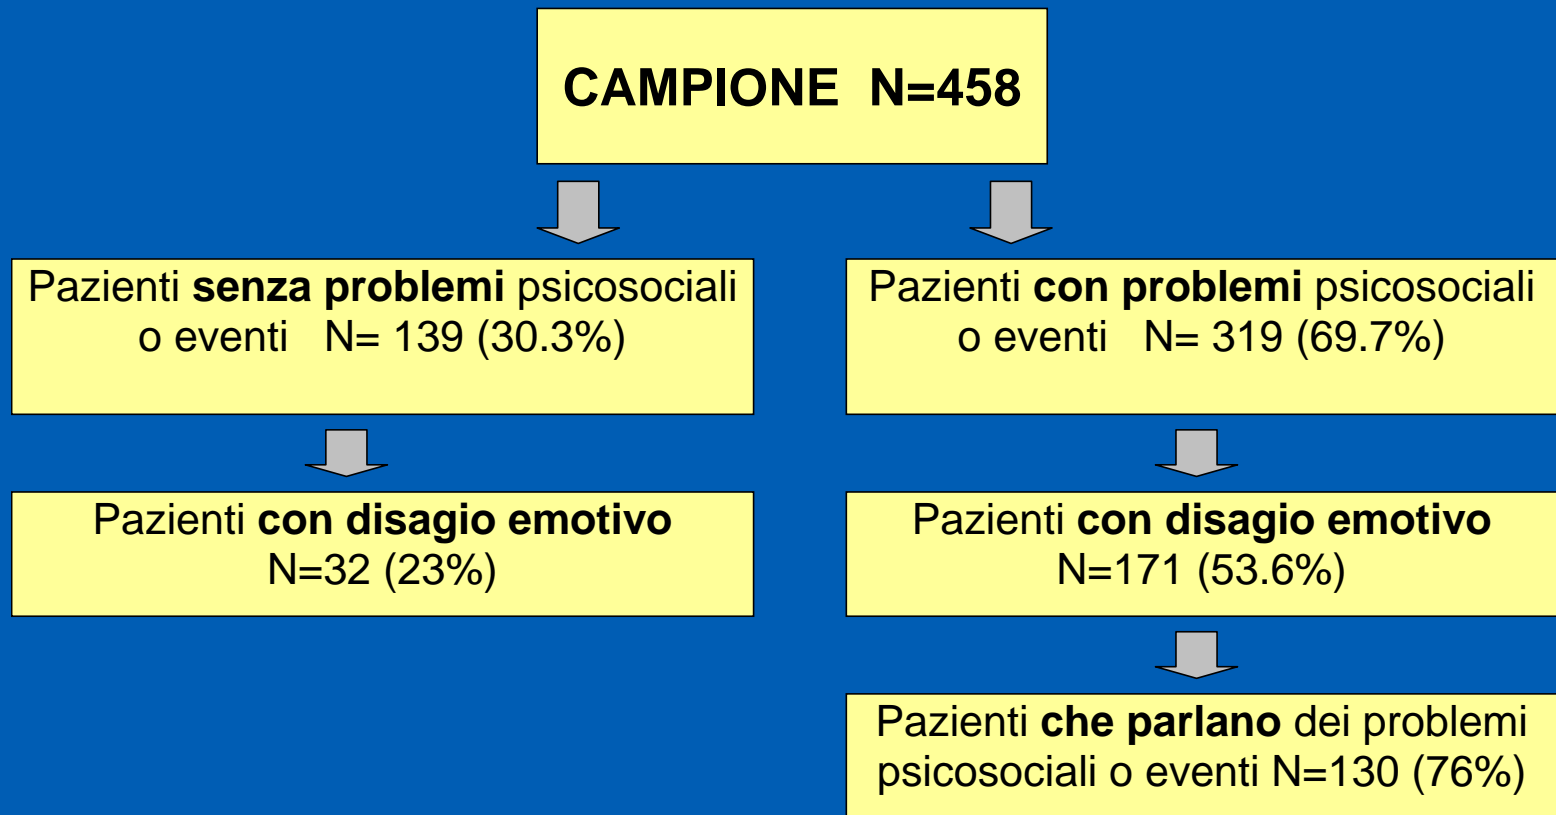 CAMPIONE N=458
Pazienti senza problemi psicosociali
o eventi N= 139 (30.3%)
Pazienti con problemi psicosociali
o eventi N= 319 (69.7%)
Pazienti con disagio emotivo
N=32 (23%)
Pazienti con disagio emotivo
N=171 (53.6%)
Pazienti che parlano dei problemi
psicosociali o eventi N=130 (76%)